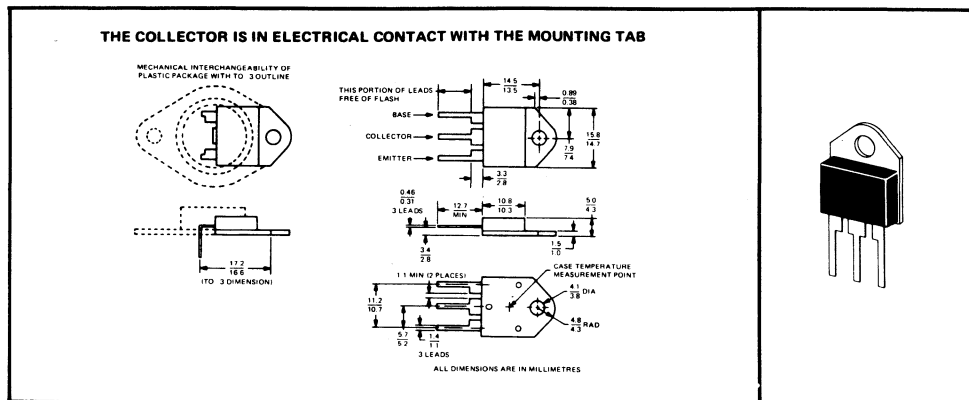 THE COLLECTOR IS IN ELECTRICAL CONTACT WITH THE MOUNTING TAB
MECHANICAL INTERCHANGEABILITY OF
PLASTIC PACKAGE WITH TO 3 OUTLINE
THIS PORTION OF LEADS
FREE OF FLASH
BASE
COLLECTOR
EMITTER
14.5
13.5
0.89
0.38
15.8
14.7
7.9
7.4
3.3
2.8
0.46
0.31
3 LEADS
12.7
MIN
10.8
10.3
5.0
4.3
3.4
2.8
1.5
1.0
17.2
16.6
(TO 3 DIMENSION)
1 1 MIN (2 PLACES)
CASE TEMPERATURE
MEASUREMENT POINT
4.1
3.8
DIA
4.8
4.3
RAD
11.2
10.7
5.7
5.2
1.4
1.1
3 LEADS
ALL DIMENSIONS ARE IN MILLIMETRES